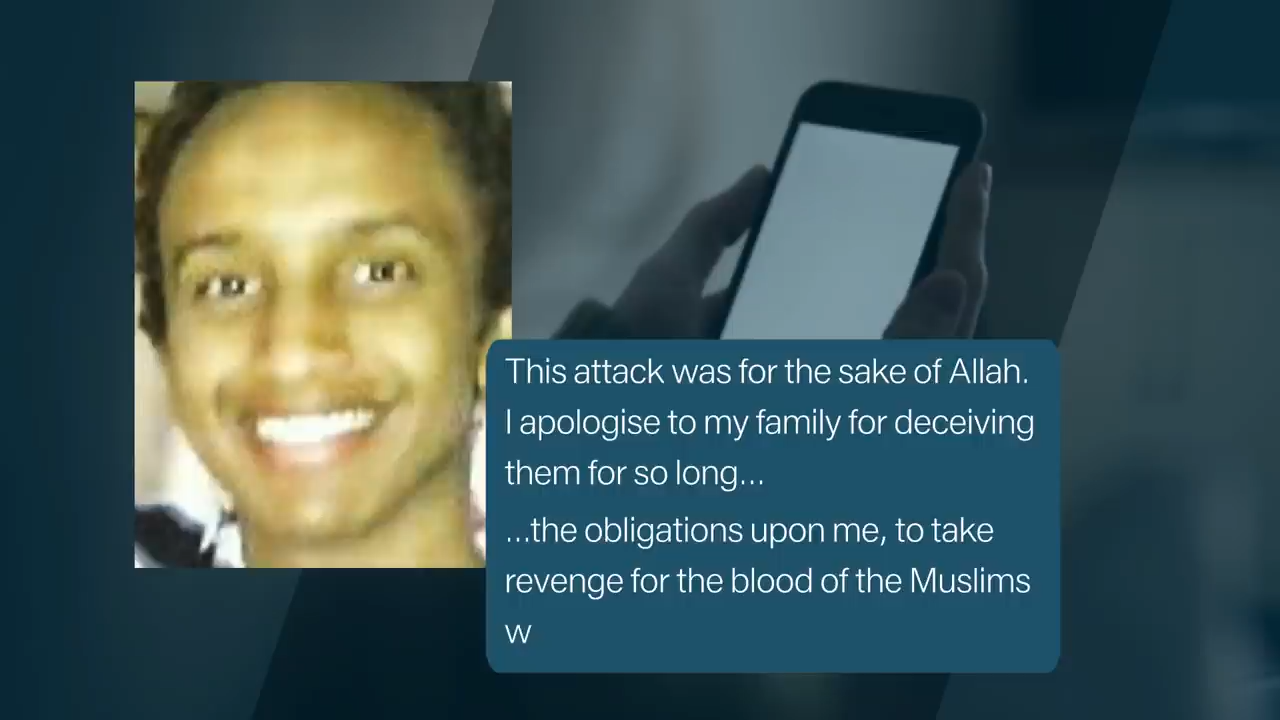 This attack was for the sake of Allah.
I apologise to my family for deceiving
them for so long...
...the obligations upon me, to take
revenge for the blood of the Muslims
w